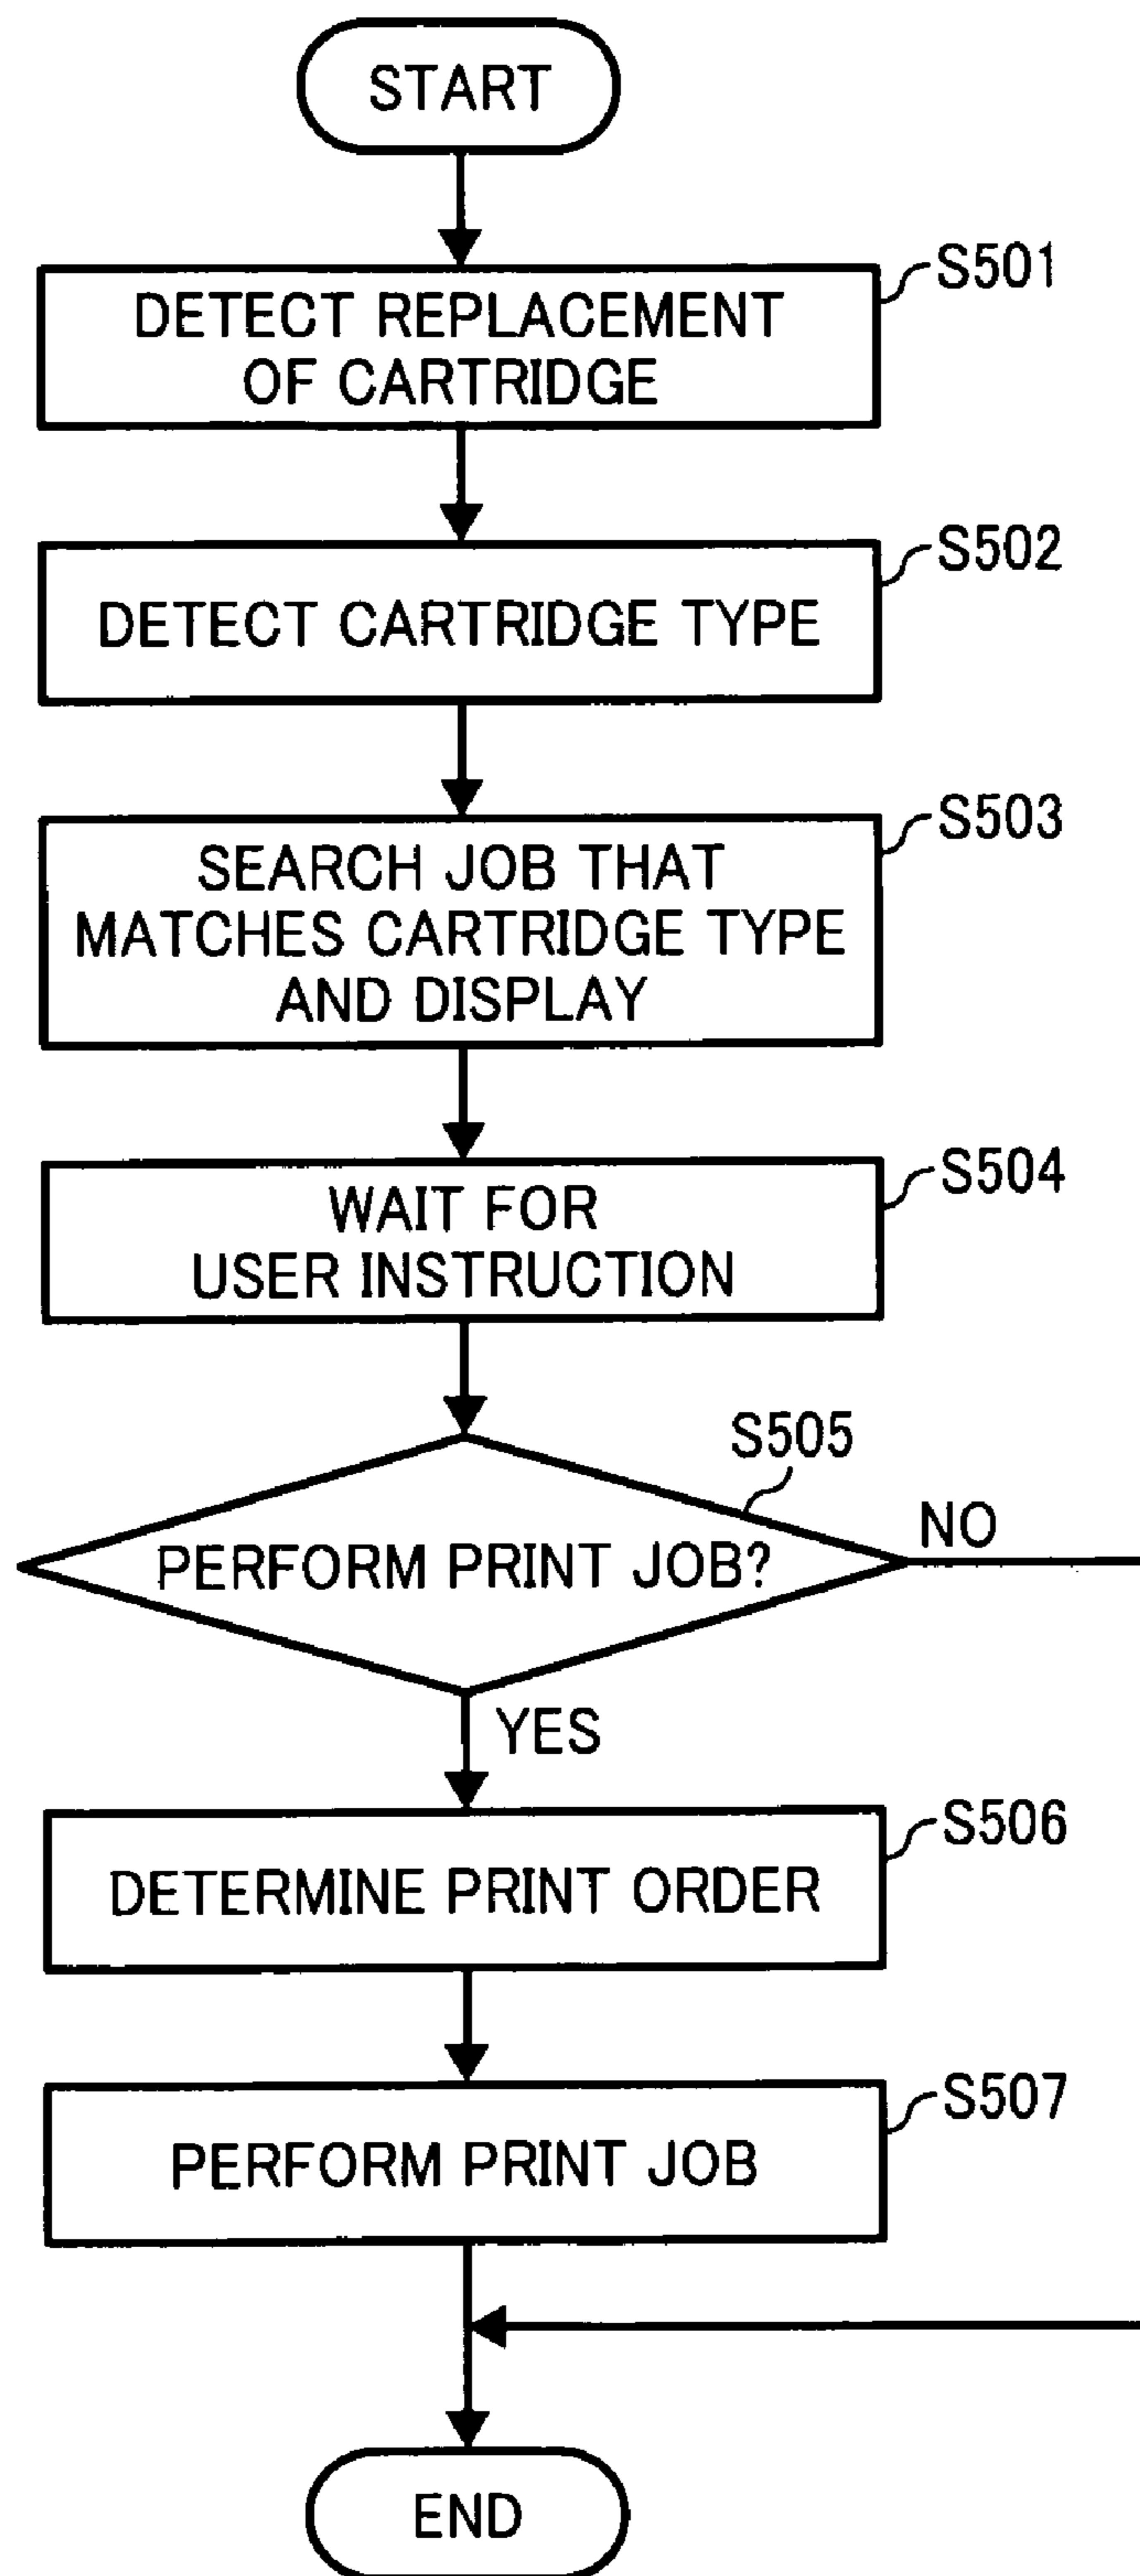 START
S501
DETECT REPLACEMENT
OF CARTRIDGE
S502
DETECT CARTRIDGE TYPE
S503
SEARCH JOB THAT
MATCHES CARTRIDGE TYPE
AND DISPLAY
S504
WAIT FOR
USER INSTRUCTION
S505
PERFORM PRINT JOB?
NO
YES
S506
DETERMINE PRINT ORDER
S507
PERFORM PRINT JOB
END